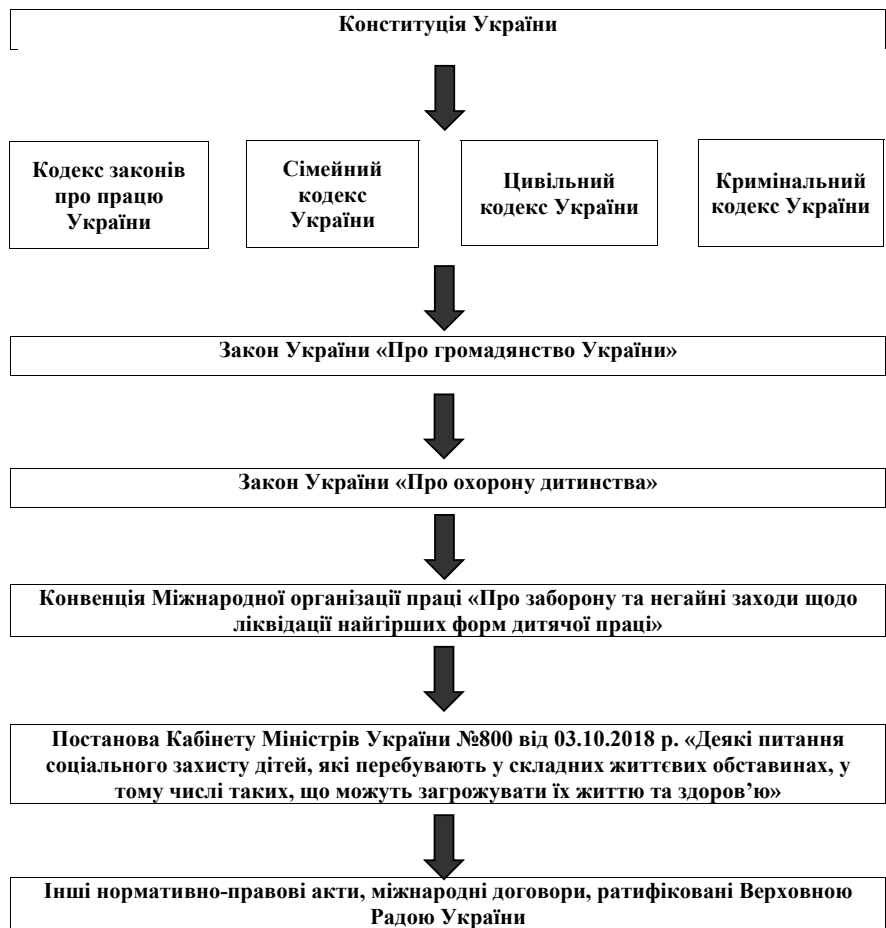 Конституція України
Кодекс законів
про працю
України
Сімейний
кодекс
України
Цивільний
кодекс України
Кримінальний
кодекс України
Закон України «Про громадянство України»
Закон України «Про охорону дитинства»
Конвенція Міжнародної організації праці «Про заборону та негайні заходи щодо
ліквідації найгірших форм дитячої праці»
Постанова Кабінету Міністрів України №800 від 03.10.2018 р. «Деякі питання
соціального захисту дітей, які перебувають у складних життєвих обставинах, у
тому числі таких, що можуть загрожувати їх життю та здоров’ю»
Інші нормативно-правові акти, міжнародні договори, ратифіковані Верховною
Радою України